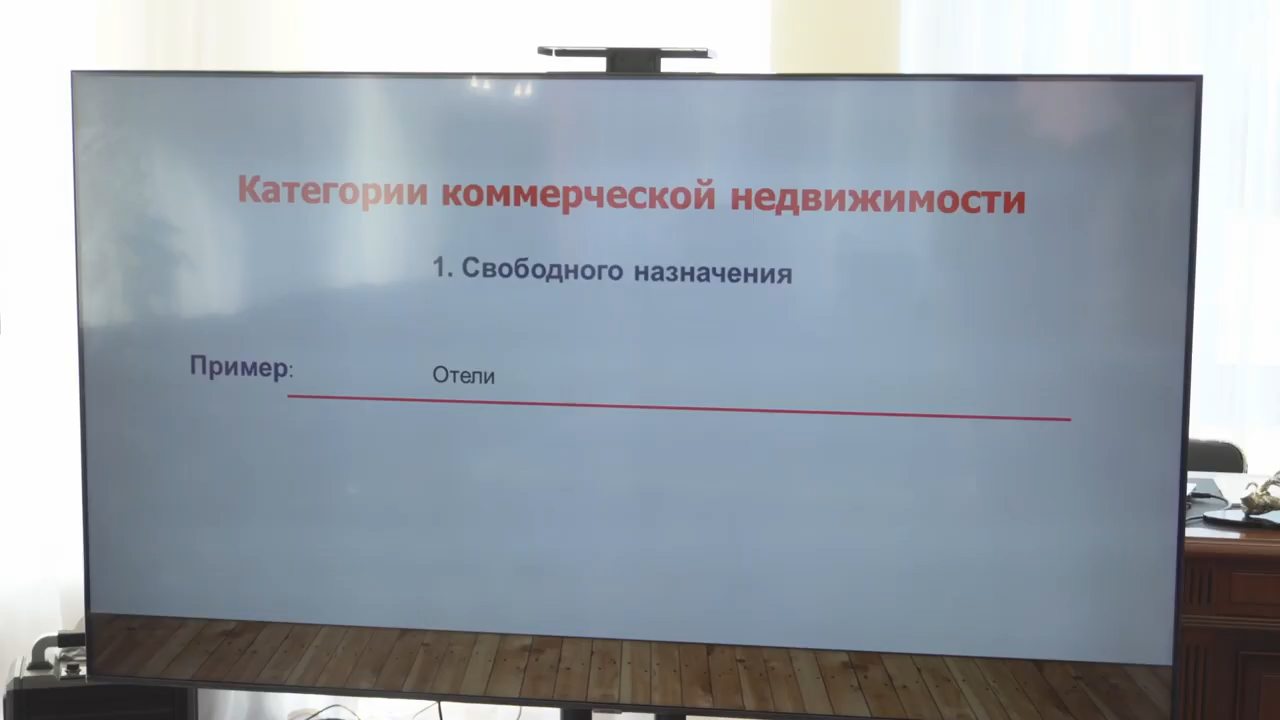 Категории коммерческой недвижимости
1. Свободного назначения
Пример: Отели